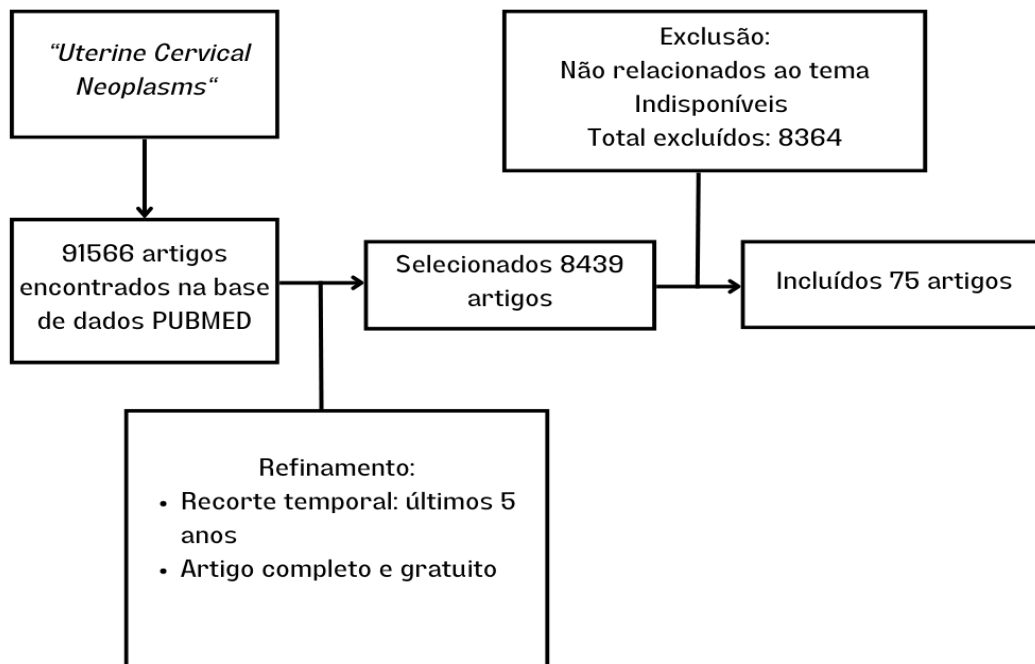 “Uterine Cervical
Neoplasms“
Exclusão:
Não relacionados ao tema
Indisponíveis
Total excluídos: 8364
91566 artigos
encontrados na base
de dados PUBMED
Selecionados 8439
artigos
Incluídos 75 artigos
Refinamento:
• Recorte temporal: últimos 5
anos
• Artigo completo e gratuito